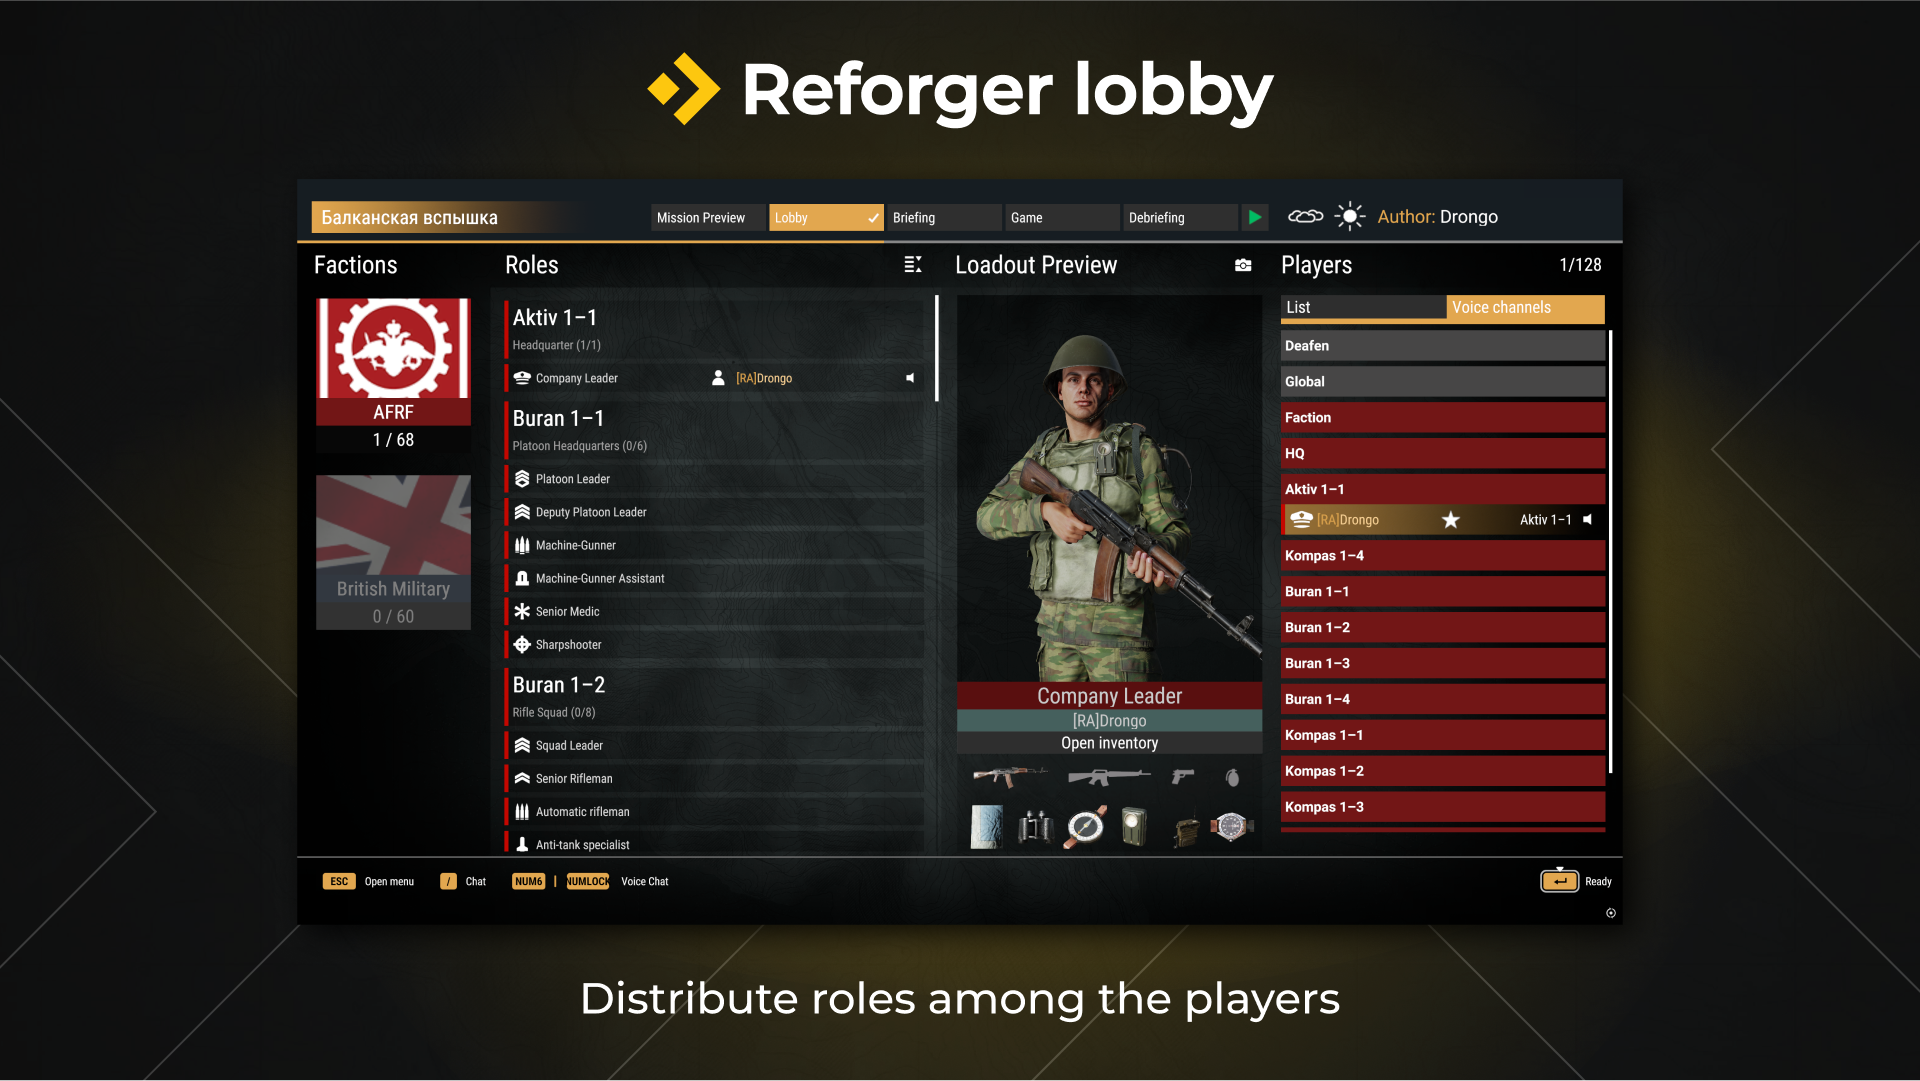 Reforger lobby
Балканская вспышка
Mission Preview
Lobby
Briefing
Game
Debriefing
Author: Drongo
Factions
AFRF
1 / 68
British Military
0 / 60
Roles
Aktiv 1–1
Headquarter (1/1)
Company Leader [RA]Drongo
Buran 1–1
Platoon Headquarters (0/6)
Platoon Leader
Deputy Platoon Leader
Machine-Gunner
Machine-Gunner Assistant
Senior Medic
Sharpshooter
Buran 1–2
Rifle Squad (0/8)
Squad Leader
Senior Rifleman
Automatic rifleman
Anti-tank specialist
Loadout Preview
Company Leader
[RA]Drongo
Open inventory
Players 1/128
List
Voice channels
Deafen
Global
Faction
HQ
Aktiv 1–1
[RA]Drongo Aktiv 1–1
Kompas 1–4
Buran 1–1
Buran 1–2
Buran 1–3
Buran 1–4
Kompas 1–1
Kompas 1–2
Kompas 1–3
ESC Open menu / Chat NUM6 | NUMLOCK Voice Chat
Ready
Distribute roles among the players